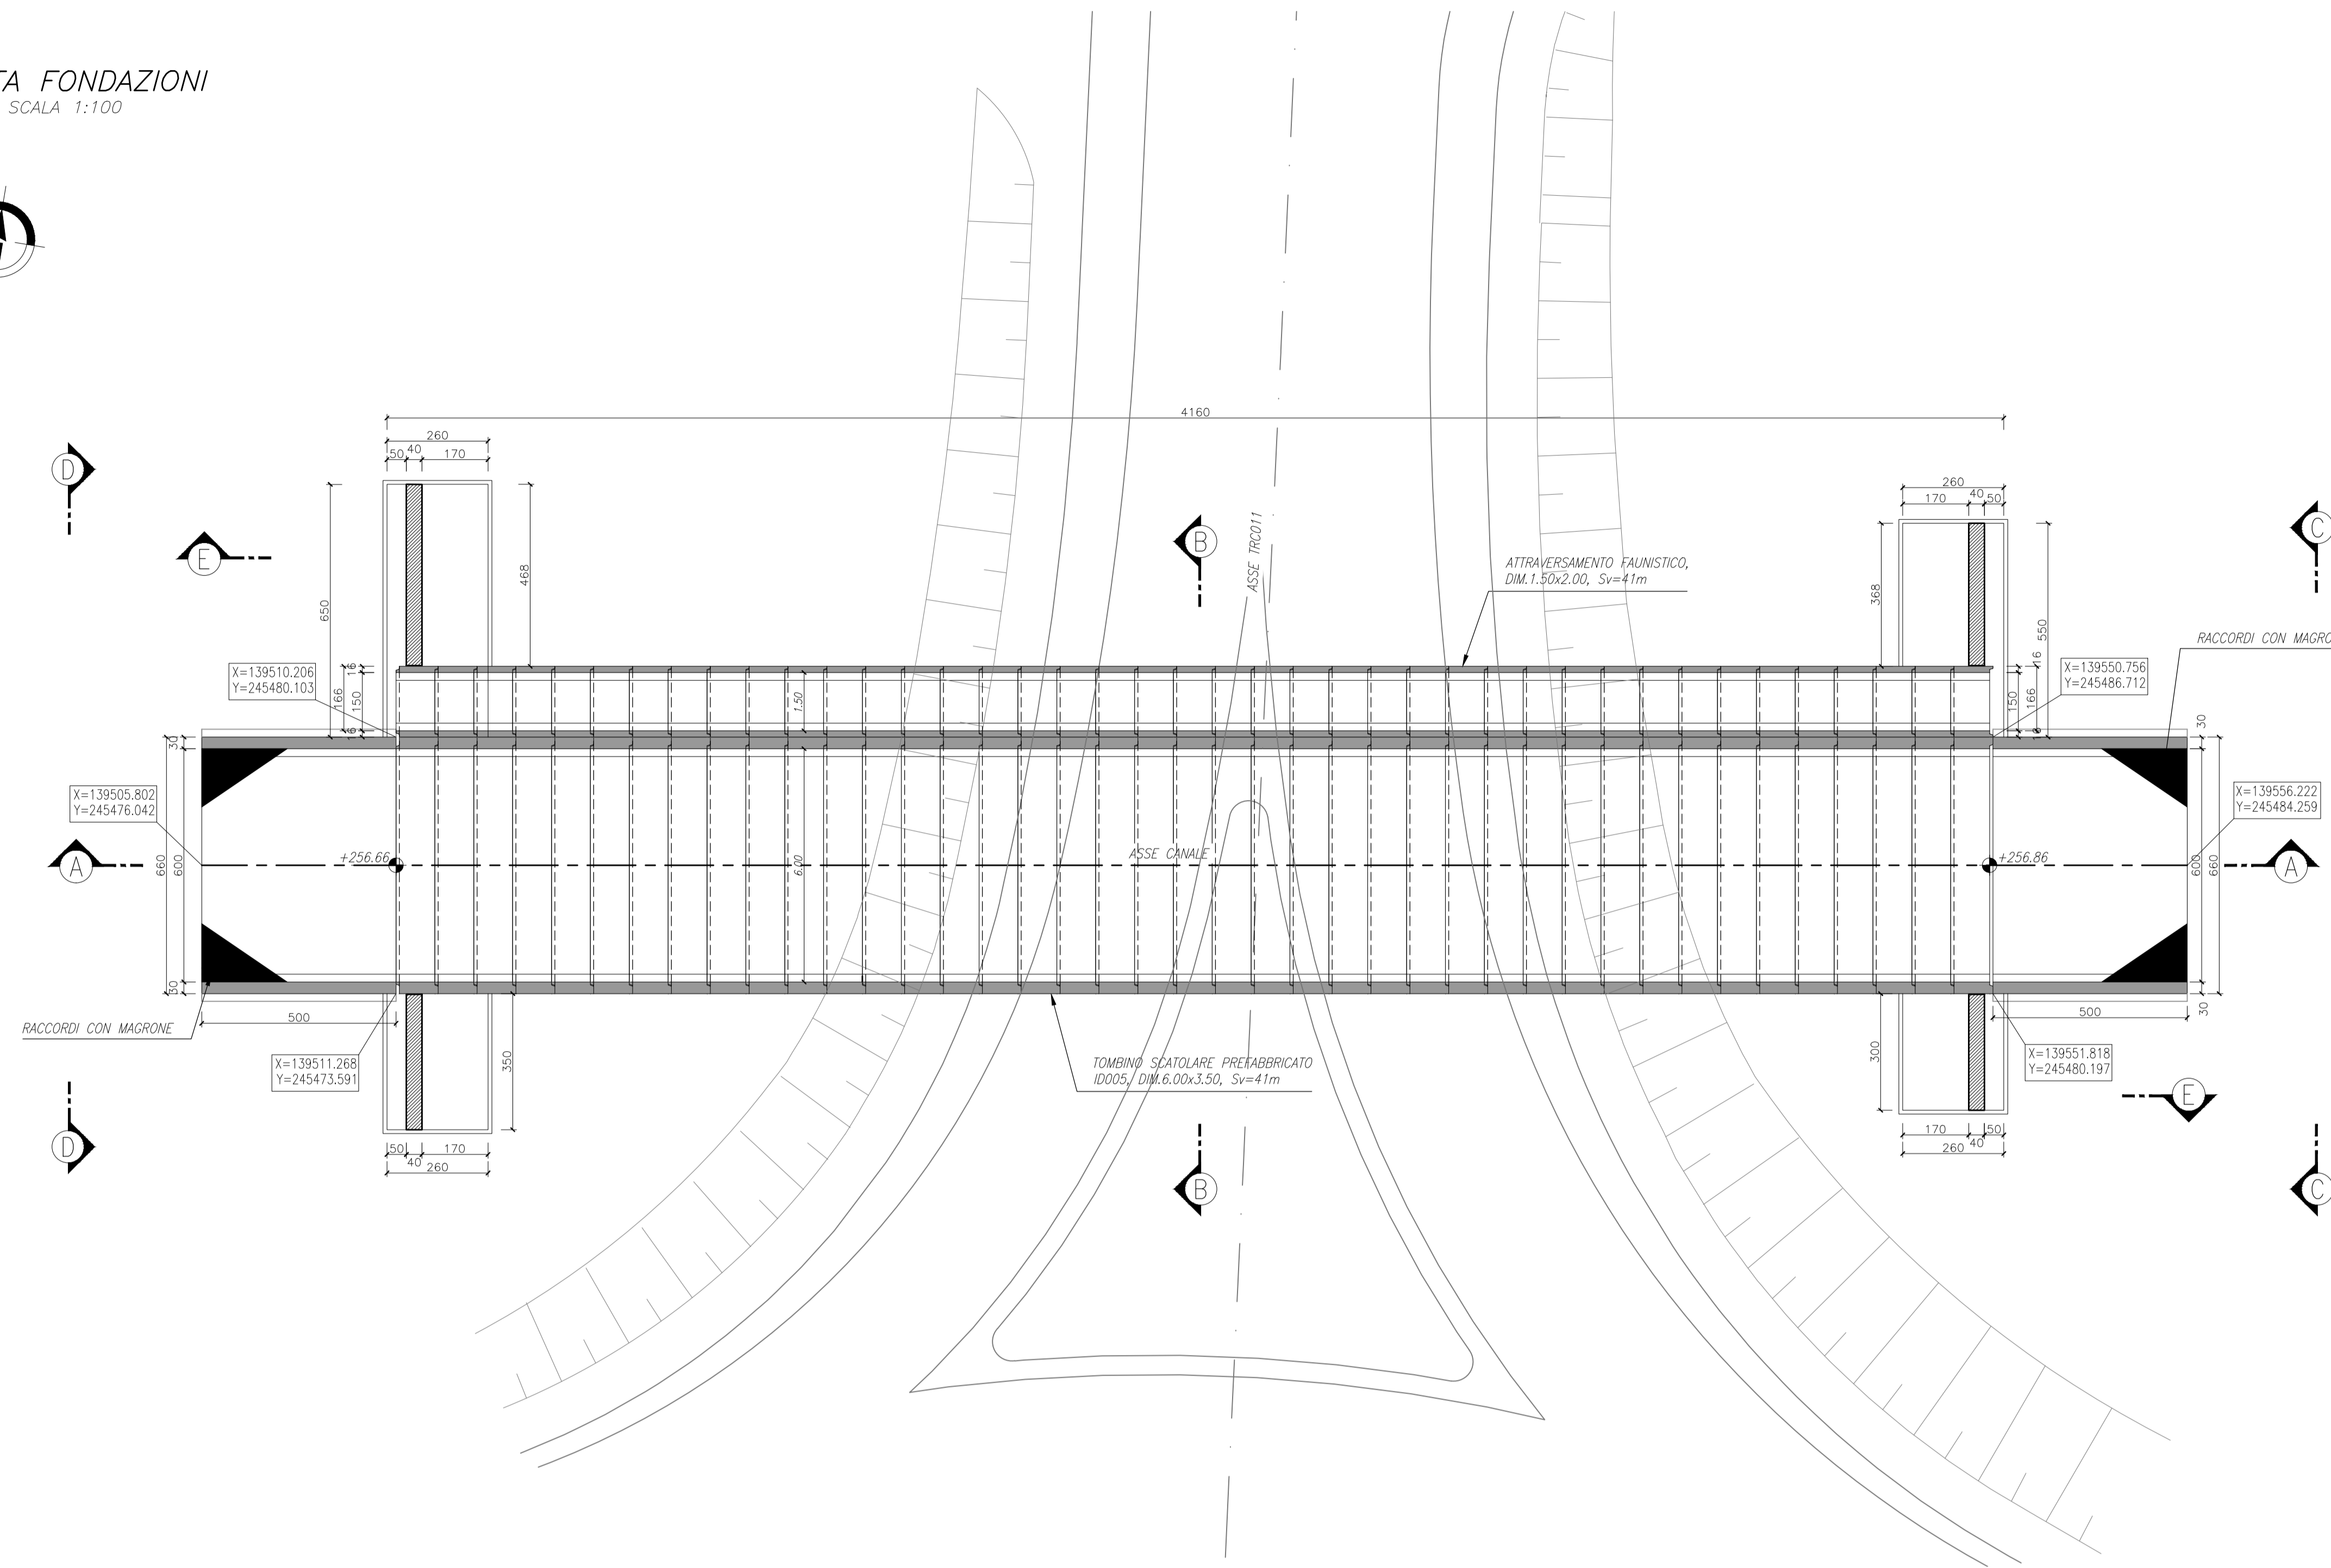 TA FONDAZIONI
SCALA 1:100
4160
260
50 40 170
260
170 40 50
D
E
B
C
650
468
ASSE TRC011
ATTRAVERSAMENTO FAUNISTICO,
DIM.1.50x2.00, Sv=41m
368
550
RACCORDI CON MAGRO
X=139510.206
Y=245480.103
166
16
150
16
1.50
16
150
166
X=139550.756
Y=245486.712
30
30
X=139505.802
Y=245476.042
X=139556.222
Y=245484.259
A
660
600
+256.66
6.00
ASSE CANALE
+256.86
600
660
A
30
30
RACCORDI CON MAGRONE
500
500
X=139511.268
Y=245473.591
350
TOMBINO SCATOLARE PREFABBRICATO
ID005, DIM.6.00x3.50, Sv=41m
300
X=139551.818
Y=245480.197
E
D
50 40 170
260
170 40 50
260
B
C